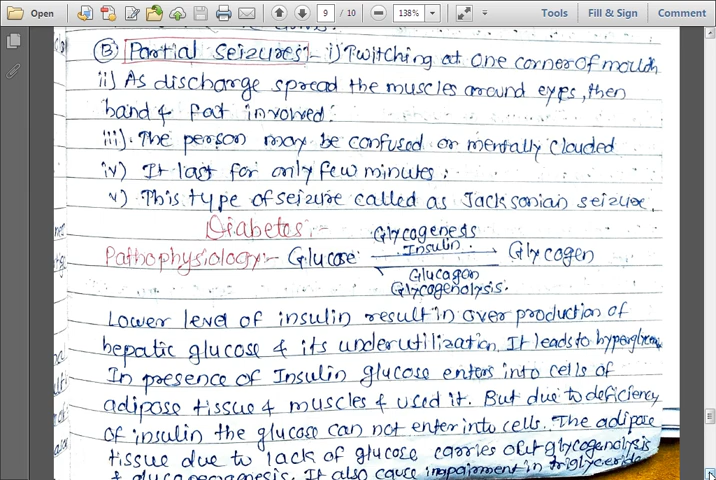 Open
9 / 10
138%
Tools
Fill & Sign
Comment
(B) Partial Seizures :- i) Twitching at one corner of mouth
ii) As discharge spread the muscles around eyes, then
hand & foot involved.
iii). The person may be confused or mentally clouded
iv) It last for only few minutes :
v) This type of seizure called as Jacksonian seizure.
Diabetes :-
Glycogenesis
Insulin
Pathophysiology :- Glucose Glycogen
Glucagon
Glycogenolysis.
Lower level of insulin result in over production of
hepatic glucose & its underutilization. It leads to
In presence of Insulin glucose enters into cells of
adipose tissue & muscles & used it. But due to deficiency
of insulin the glucose can not enter into cells. The adipose
tissue due to lack of glucose carries out glycogenolysis
It also cause impairment in